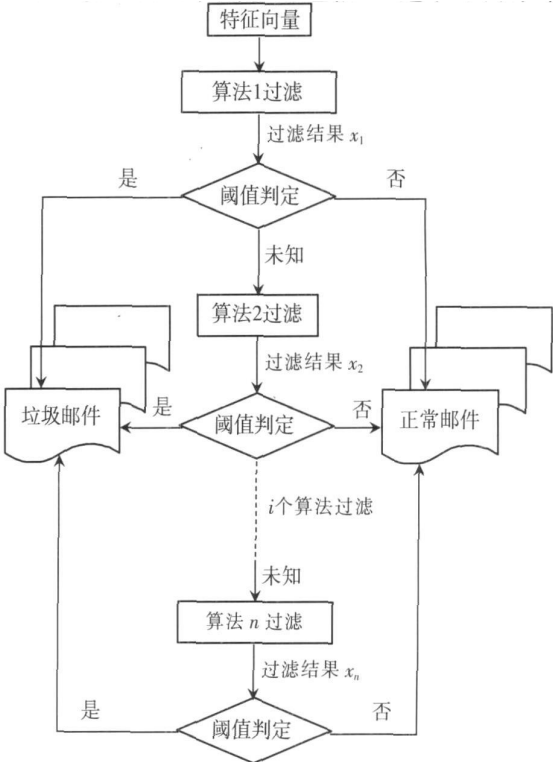 特征向量
算法1过滤
过滤结果 x₁
是
否
阈值判定
未知
算法2过滤
过滤结果 x₂
垃圾邮件
是
阈值判定
否
正常邮件
i个算法过滤
未知
算法 n 过滤
过滤结果 xₙ
是
否
阈值判定